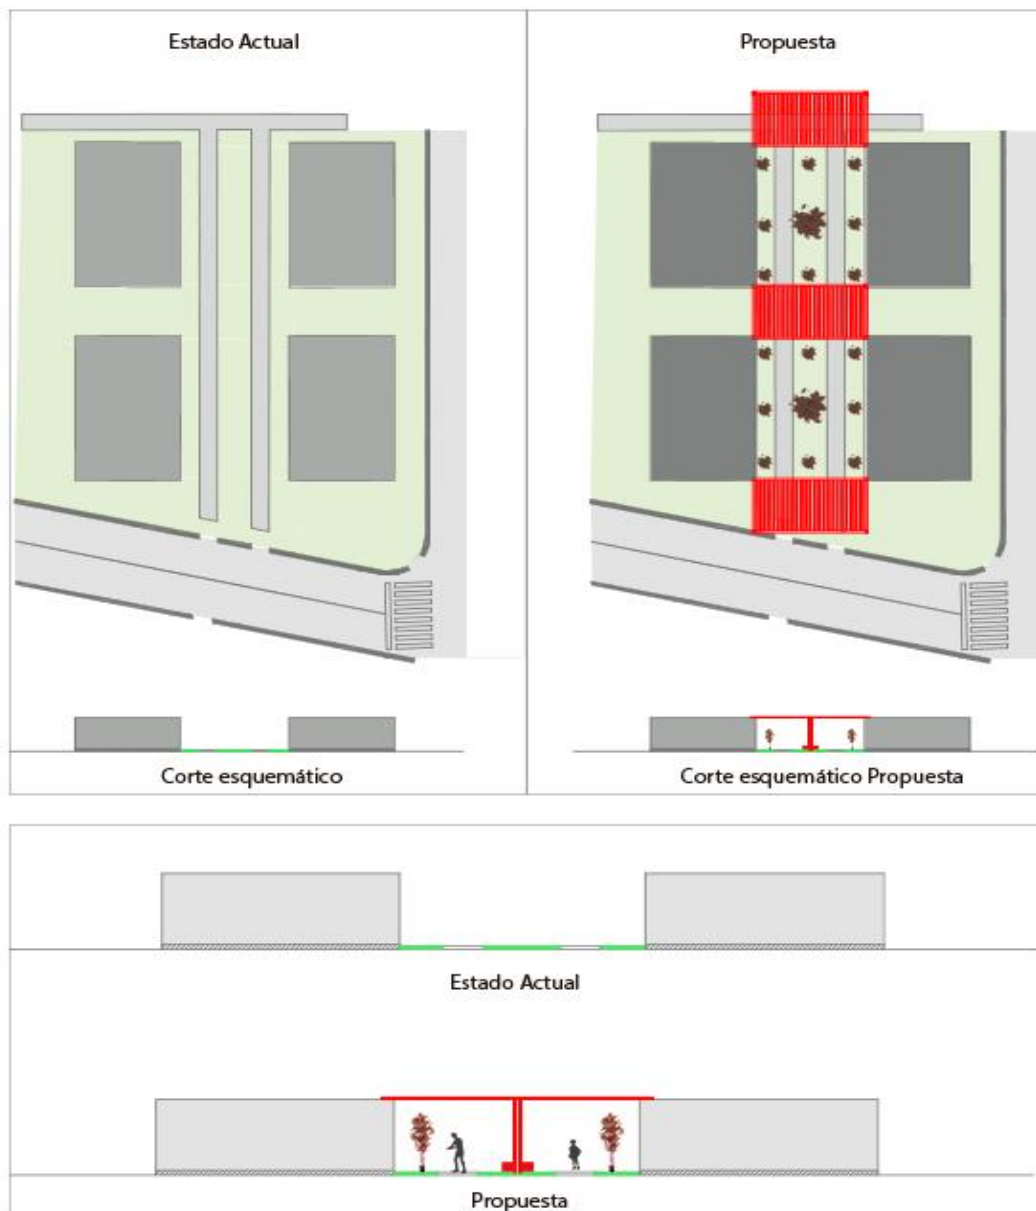 Estado Actual
Propuesta
Corte esquemático
Corte esquemático Propuesta
Estado Actual
Propuesta